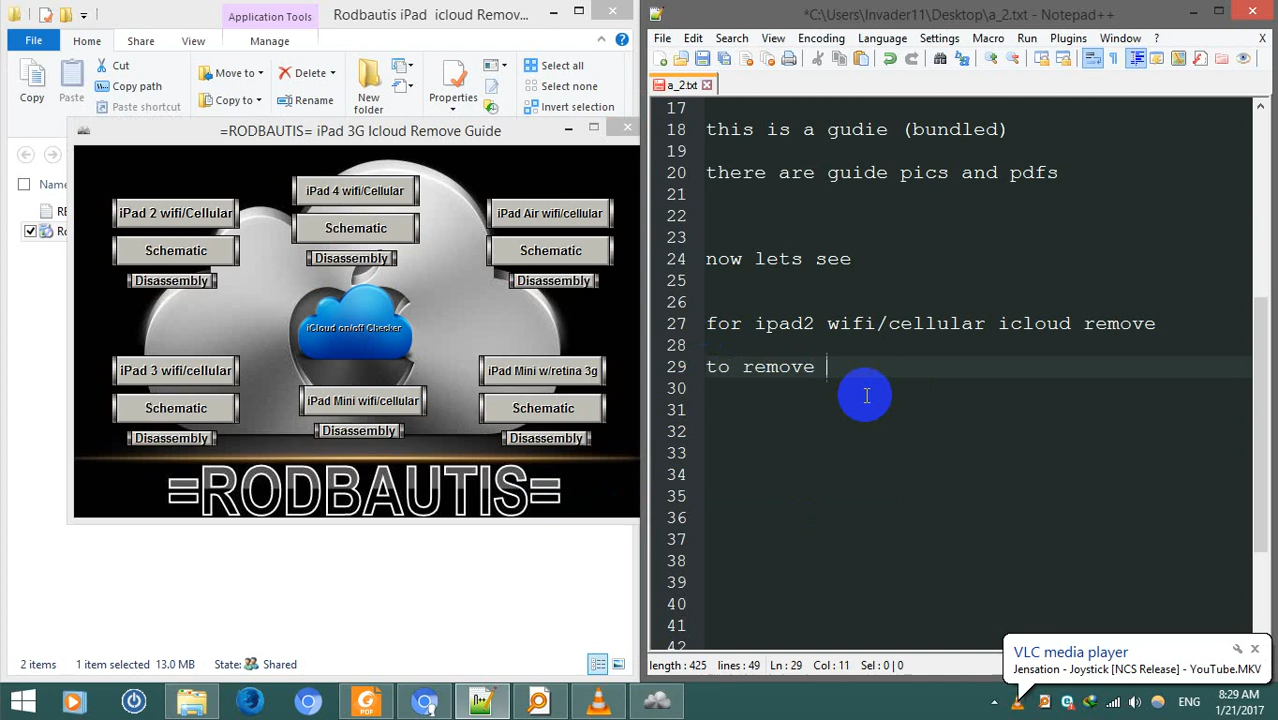 Application Tools
Rodbautis iPad  icloud Remov...
File
Home
Share
View
Manage
Copy
Paste
Cut
Copy path
Paste shortcut
Move to
Copy to
Delete
Rename
New
folder
Properties
Select all
Select none
Invert selection
Name
RE
Ro
=RODBAUTIS= iPad 3G Icloud Remove Guide
iPad 2 wifi/Cellular
Schematic
Disassembly
iPad 4 wifi/Cellular
Schematic
Disassembly
iPad Air wifi/cellular
Schematic
Disassembly
iCloud on/off Checker
iPad 3 wifi/cellular
Schematic
Disassembly
iPad Mini wifi/cellular
Disassembly
iPad Mini w/retina 3g
Schematic
Disassembly
=RODBAUTIS=
2 items
1 item selected  13.0 MB
State:
Shared
*C:\Users\Invader11\Desktop\a_2.txt - Notepad++
File Edit Search View Encoding Language Settings Macro Run Plugins Window ? X
a_2.txt
17
18 this is a gudie (bundled)
19
20 there are guide pics and pdfs
21
22
23
24 now lets see
25
26
27 for ipad2 wifi/cellular icloud remove
28
29 to remove
30
31
32
33
34
35
36
37
38
39
40
41
42
length : 425   lines : 49   Ln : 29   Col : 11   Sel : 0 | 0
VLC media player
Jensation - Joystick [NCS Release] - YouTube.MKV
ENG
8:29 AM
1/21/2017